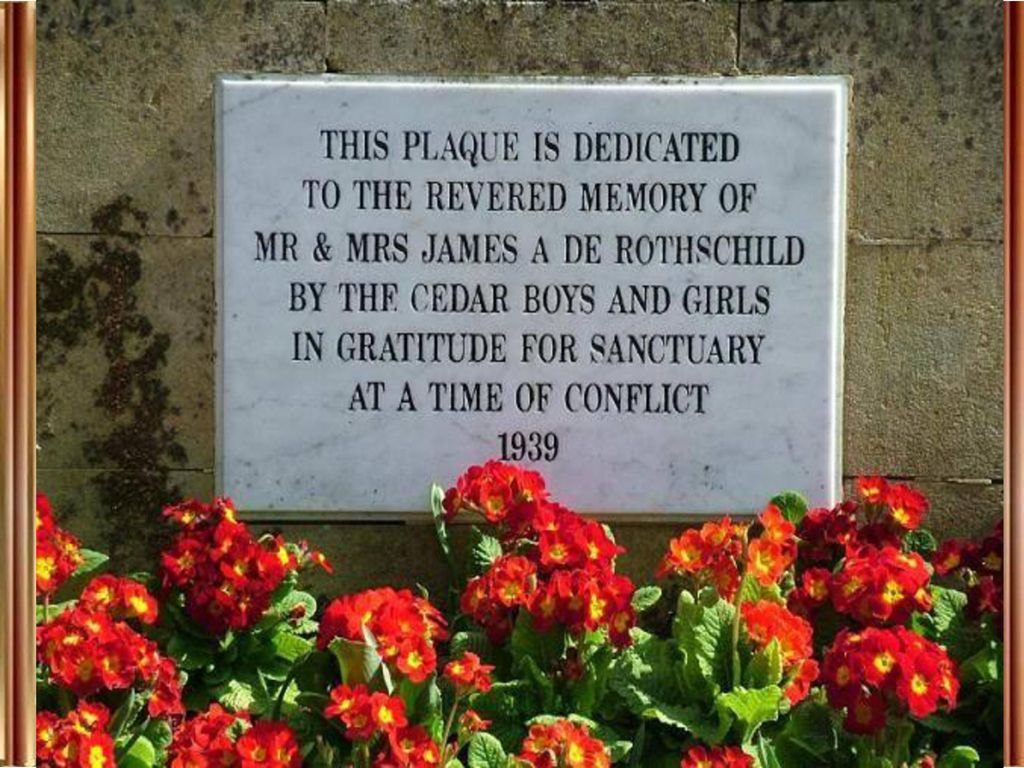 THIS PLAQUE IS DEDICATED
TO THE REVERED MEMORY OF
MR & MRS JAMES A DE ROTHSCHILD
BY THE CEDAR BOYS AND GIRLS
IN GRATITUDE FOR SANCTUARY
AT A TIME OF CONFLICT
1939